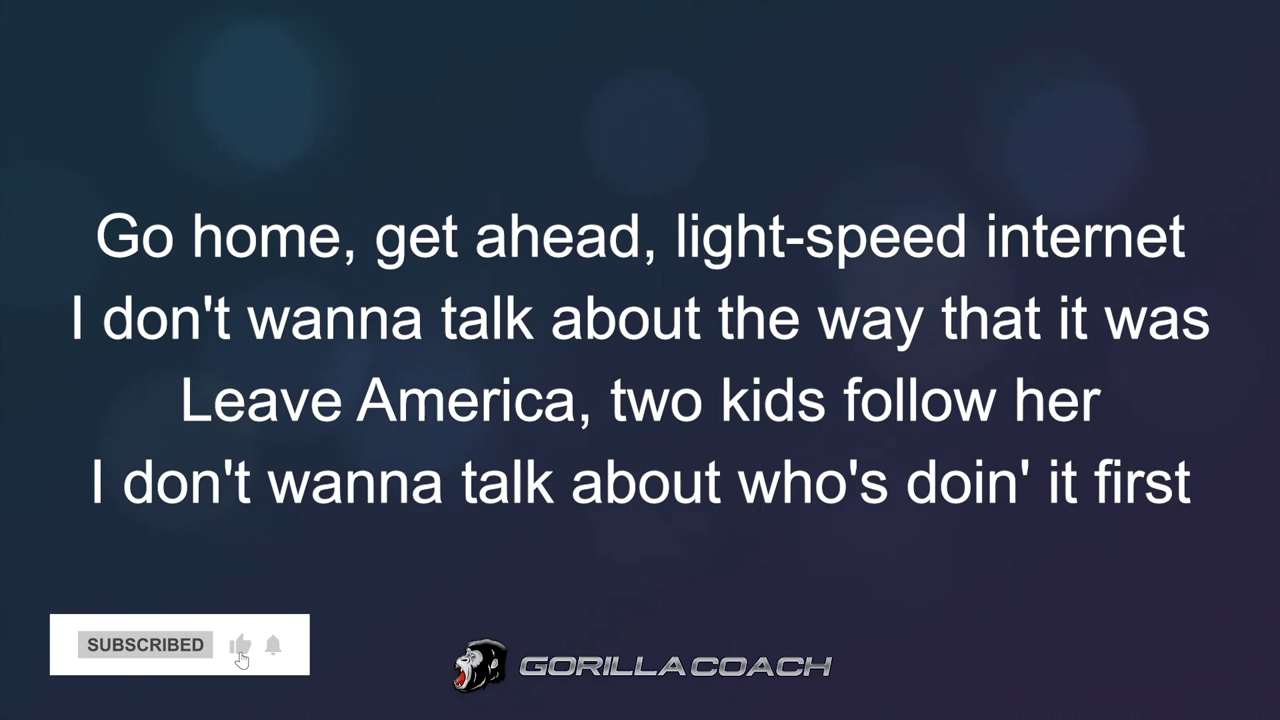 Go home, get ahead, light-speed internet
I don't wanna talk about the way that it was
Leave America, two kids follow her
I don't wanna talk about who's doin' it first
SUBSCRIBED
GORILLACOACH